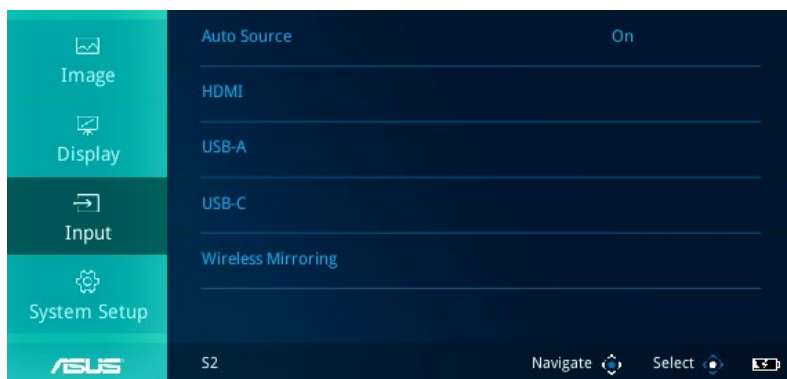 Image
Display
Input
System Setup
Auto Source On
HDMI
USB-A
USB-C
Wireless Mirroring
ASUS S2 Navigate Select